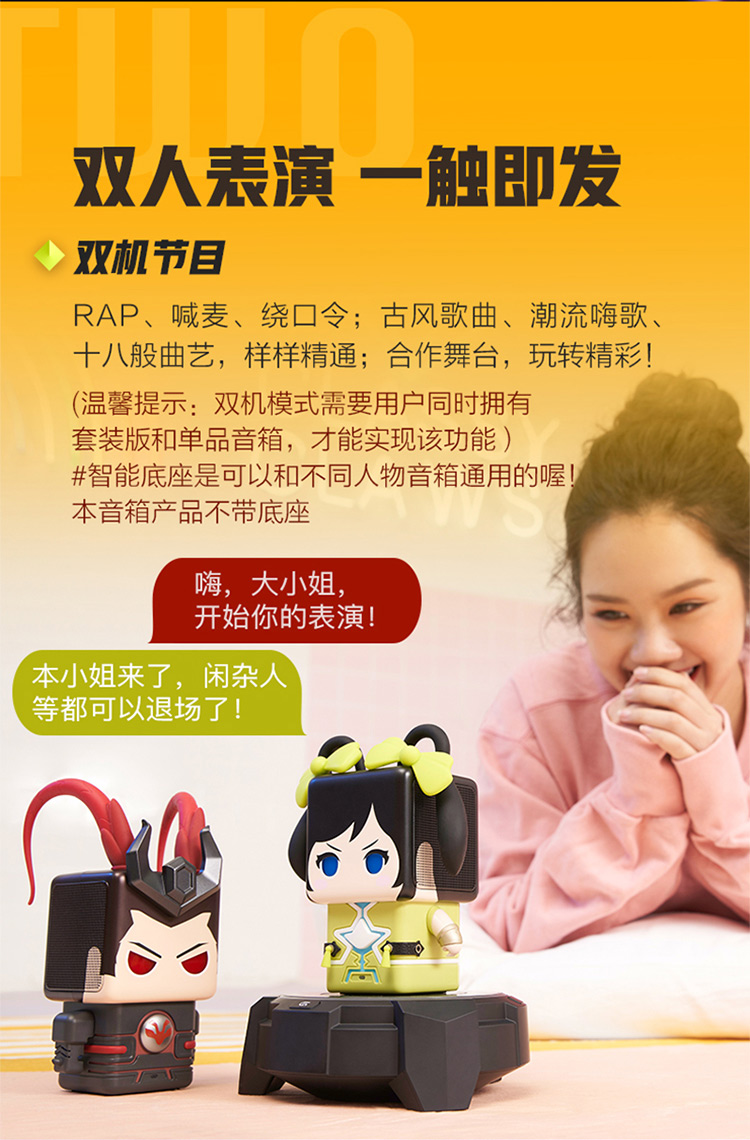 TWO
双人表演 一触即发
双机节目
RAP、喊麦、绕口令；古风歌曲、潮流嗨歌、
十八般曲艺，样样精通；合作舞台，玩转精彩！
(温馨提示：双机模式需要用户同时拥有
套装版和单品音箱，才能实现该功能）
#智能底座是可以和不同人物音箱通用的喔！
本音箱产品不带底座
嗨，大小姐，
开始你的表演！
本小姐来了，闲杂人
等都可以退场了！